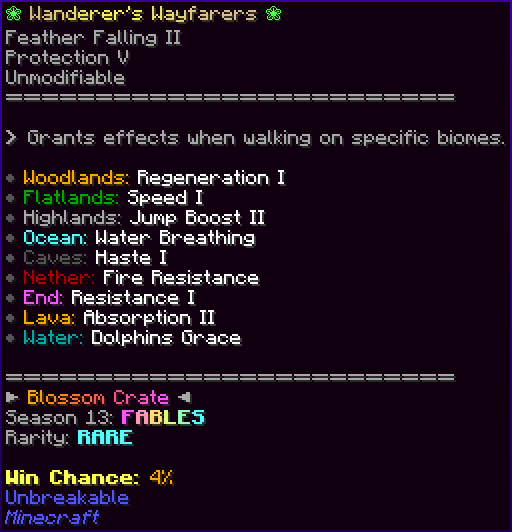 ❀ Wanderer's Wayfarers ❀
Feather Falling II
Protection V
Unmodifiable
============================
> Grants effects when walking on specific biomes.
● Woodlands: Regeneration I
● Flatlands: Speed I
● Highlands: Jump Boost II
● Ocean: Water Breathing
● Caves: Haste I
● Nether: Fire Resistance
● End: Resistance I
● Lava: Absorption II
● Water: Dolphins Grace
============================
► Blossom Crate ◄
Season 13: FABLES
Rarity: RARE
Win Chance: 4%
Unbreakable
Minecraft